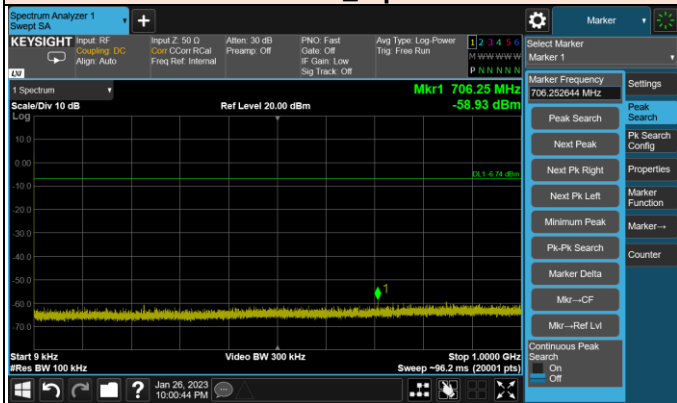 Spectrum Analyzer 1
Swept SA
Marker
KEYSIGHT
Input: RF
Coupling: DC
Align: Auto
Input Z: 50 Ω
Corr CCorr RCal
Freq Ref: Internal
Atten: 30 dB
Preamp: Off
PNO: Fast
Gate: Off
IF Gain: Low
Sig Track: Off
Avg Type: Log-Power
Trig: Free Run
1 2 3 4 5 6
M W W W W W
P N N N N N
LXI
Select Marker
Marker 1
1 Spectrum
Mkr1 706.25 MHz
Scale/Div 10 dB
Ref Level 20.00 dBm
-58.93 dBm
Log
10.0
0.00
-10.0
-20.0
-30.0
-40.0
-50.0
-60.0
-70.0
DL1 -6.74 dBm
1
Start 9 kHz
Video BW 300 kHz
Stop 1.0000 GHz
#Res BW 100 kHz
Sweep ~96.2 ms (20001 pts)
Marker Frequency
706.252644 MHz
Peak Search
Next Peak
Next Pk Right
Next Pk Left
Minimum Peak
Pk-Pk Search
Marker Delta
Mkr→CF
Mkr→Ref Lvl
Continuous Peak
Search
On
Off
Settings
Peak
Search
Pk Search
Config
Properties
Marker
Function
Marker→
Counter
Jan 26, 2023
10:00:44 PM